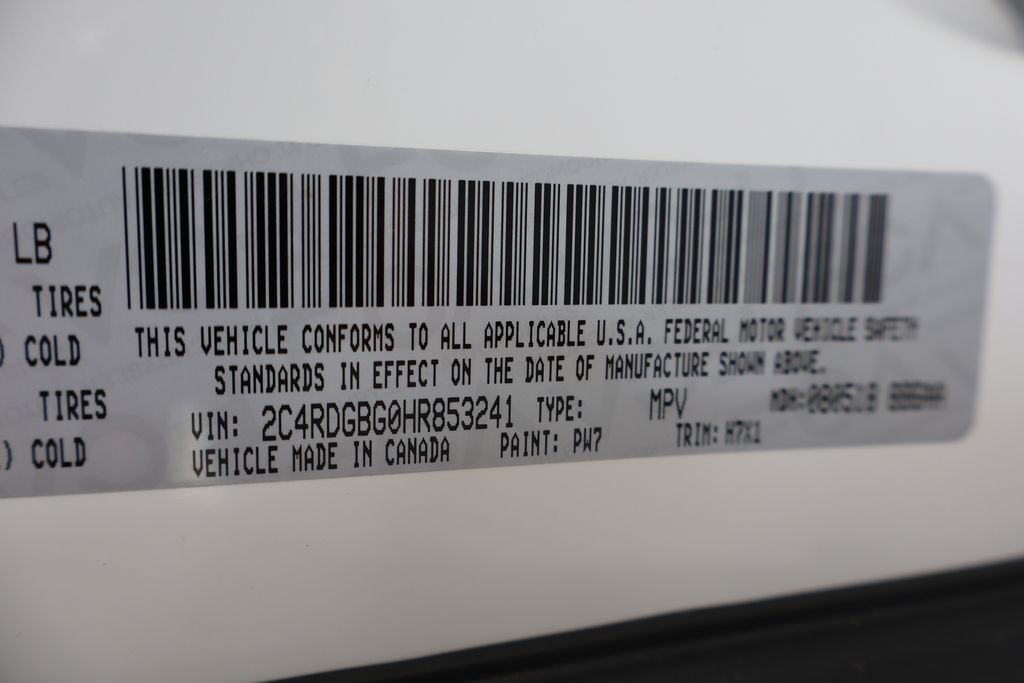 LB
TIRES
COLD
TIRES
) COLD
THIS VEHICLE CONFORMS TO ALL APPLICABLE U.S.A. FEDERAL MOTOR VEHICLE SAFETY
STANDARDS IN EFFECT ON THE DATE OF MANUFACTURE SHOWN ABOVE.
VIN: 2C4RDGBG0HR853241 TYPE: MPV MDH:
VEHICLE MADE IN CANADA PAINT: PW7 TRIM: H7X1